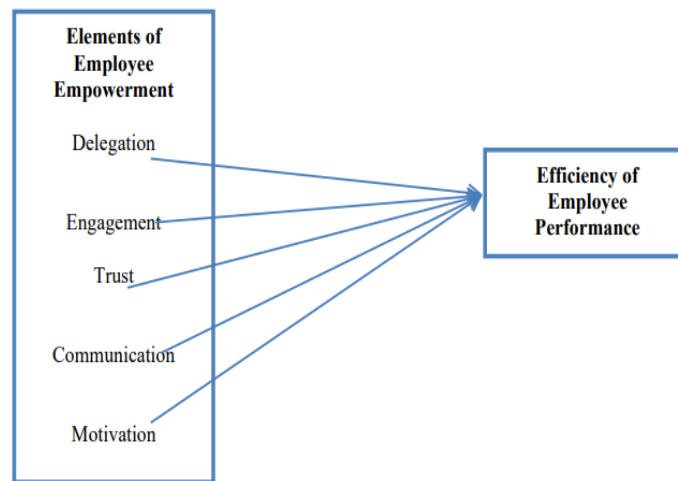 Elements of
Employee
Empowerment
Delegation
Engagement
Trust
Communication
Motivation
Efficiency of
Employee
Performance